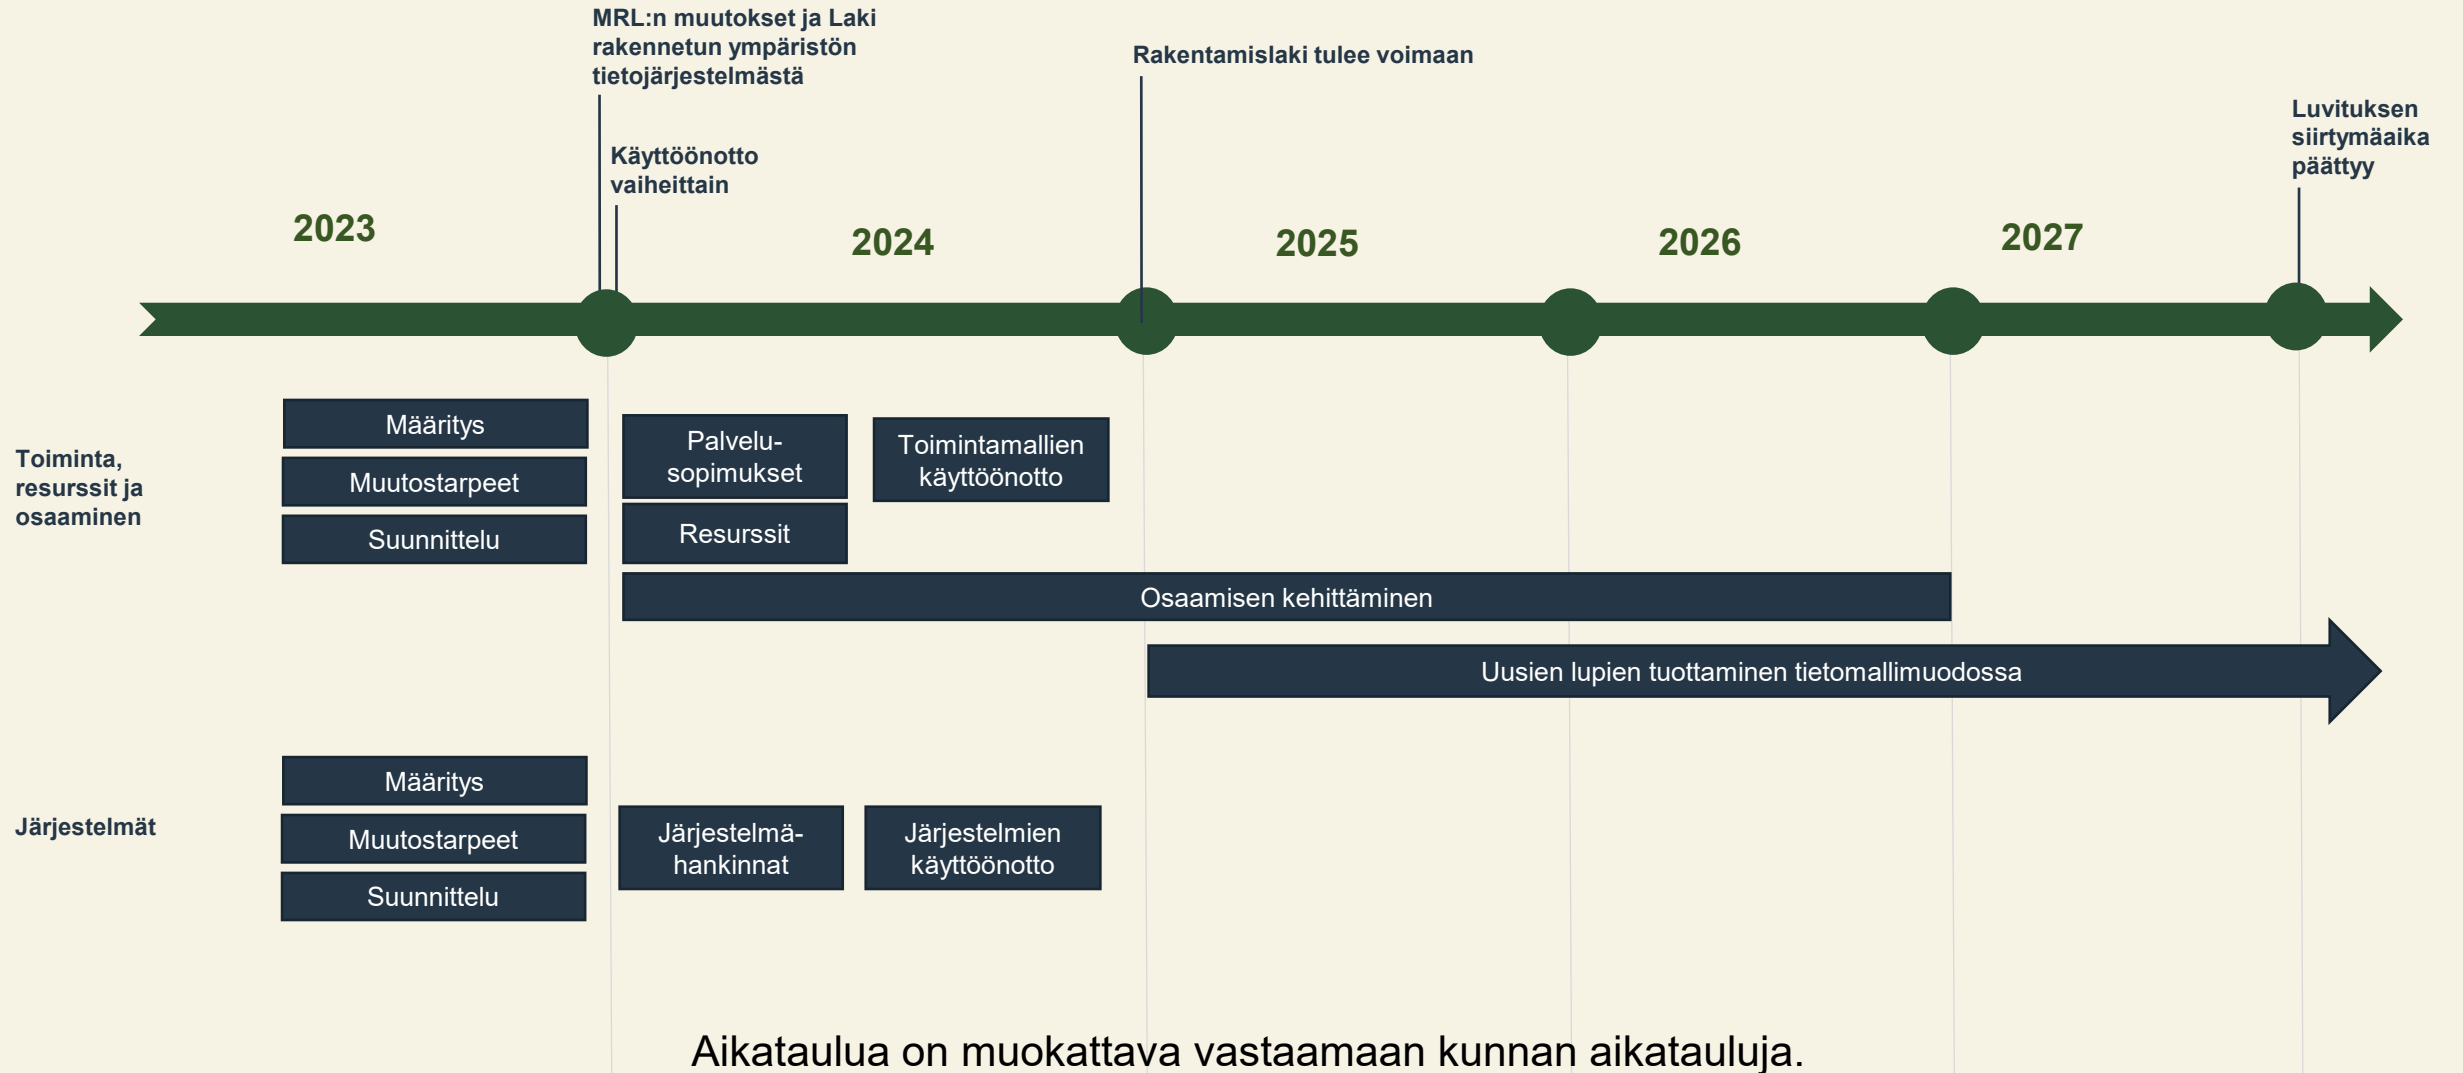 MRL:n muutokset ja Laki
rakennetun ympäristön
tietojärjestelmästä
Rakentamislaki tulee voimaan
Luvituksen
siirtymäaika
päättyy
Käyttöönotto
vaiheittain
2023
2024
2025
2026
2027
Toiminta,
resurssit ja
osaaminen
Määritys
Muutostarpeet
Suunnittelu
Palvelu-
sopimukset
Resurssit
Toimintamallien
käyttöönotto
Osaamisen kehittäminen
Uusien lupien tuottaminen tietomallimuodossa
Järjestelmät
Määritys
Muutostarpeet
Suunnittelu
Järjestelmä-
hankinnat
Järjestelmien
käyttöönotto
Aikataulua on muokattava vastaamaan kunnan aikatauluja.